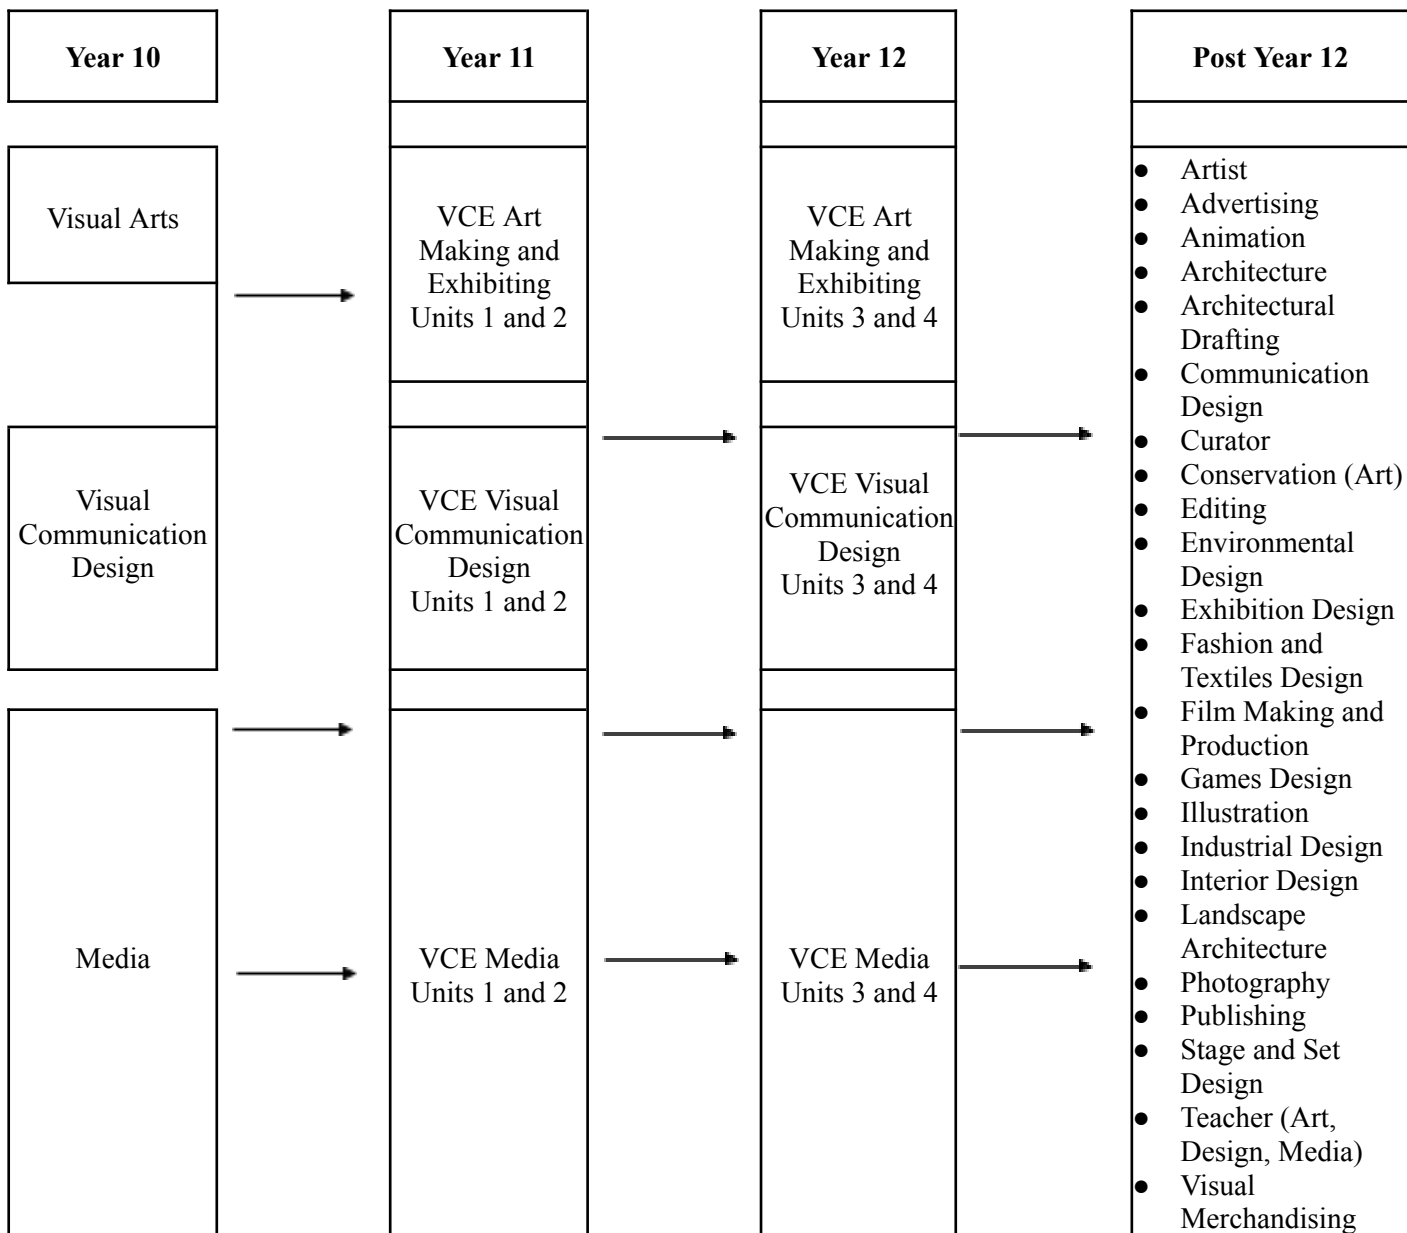 Year 10
Year 11
Year 12
Post Year 12
Visual Arts
VCE Art
Making and
Exhibiting
Units 1 and 2
VCE Art
Making and
Exhibiting
Units 3 and 4
Visual
Communication
Design
VCE Visual
Communication
Design
Units 1 and 2
VCE Visual
Communication
Design
Units 3 and 4
Media
VCE Media
Units 1 and 2
VCE Media
Units 3 and 4
● Artist
● Advertising
● Animation
● Architecture
● Architectural
Drafting
● Communication
Design
● Curator
● Conservation (Art)
● Editing
● Environmental
Design
● Exhibition Design
● Fashion and
Textiles Design
● Film Making and
Production
● Games Design
● Illustration
● Industrial Design
● Interior Design
● Landscape
Architecture
● Photography
● Publishing
● Stage and Set
Design
● Teacher (Art,
Design, Media)
● Visual
Merchandising